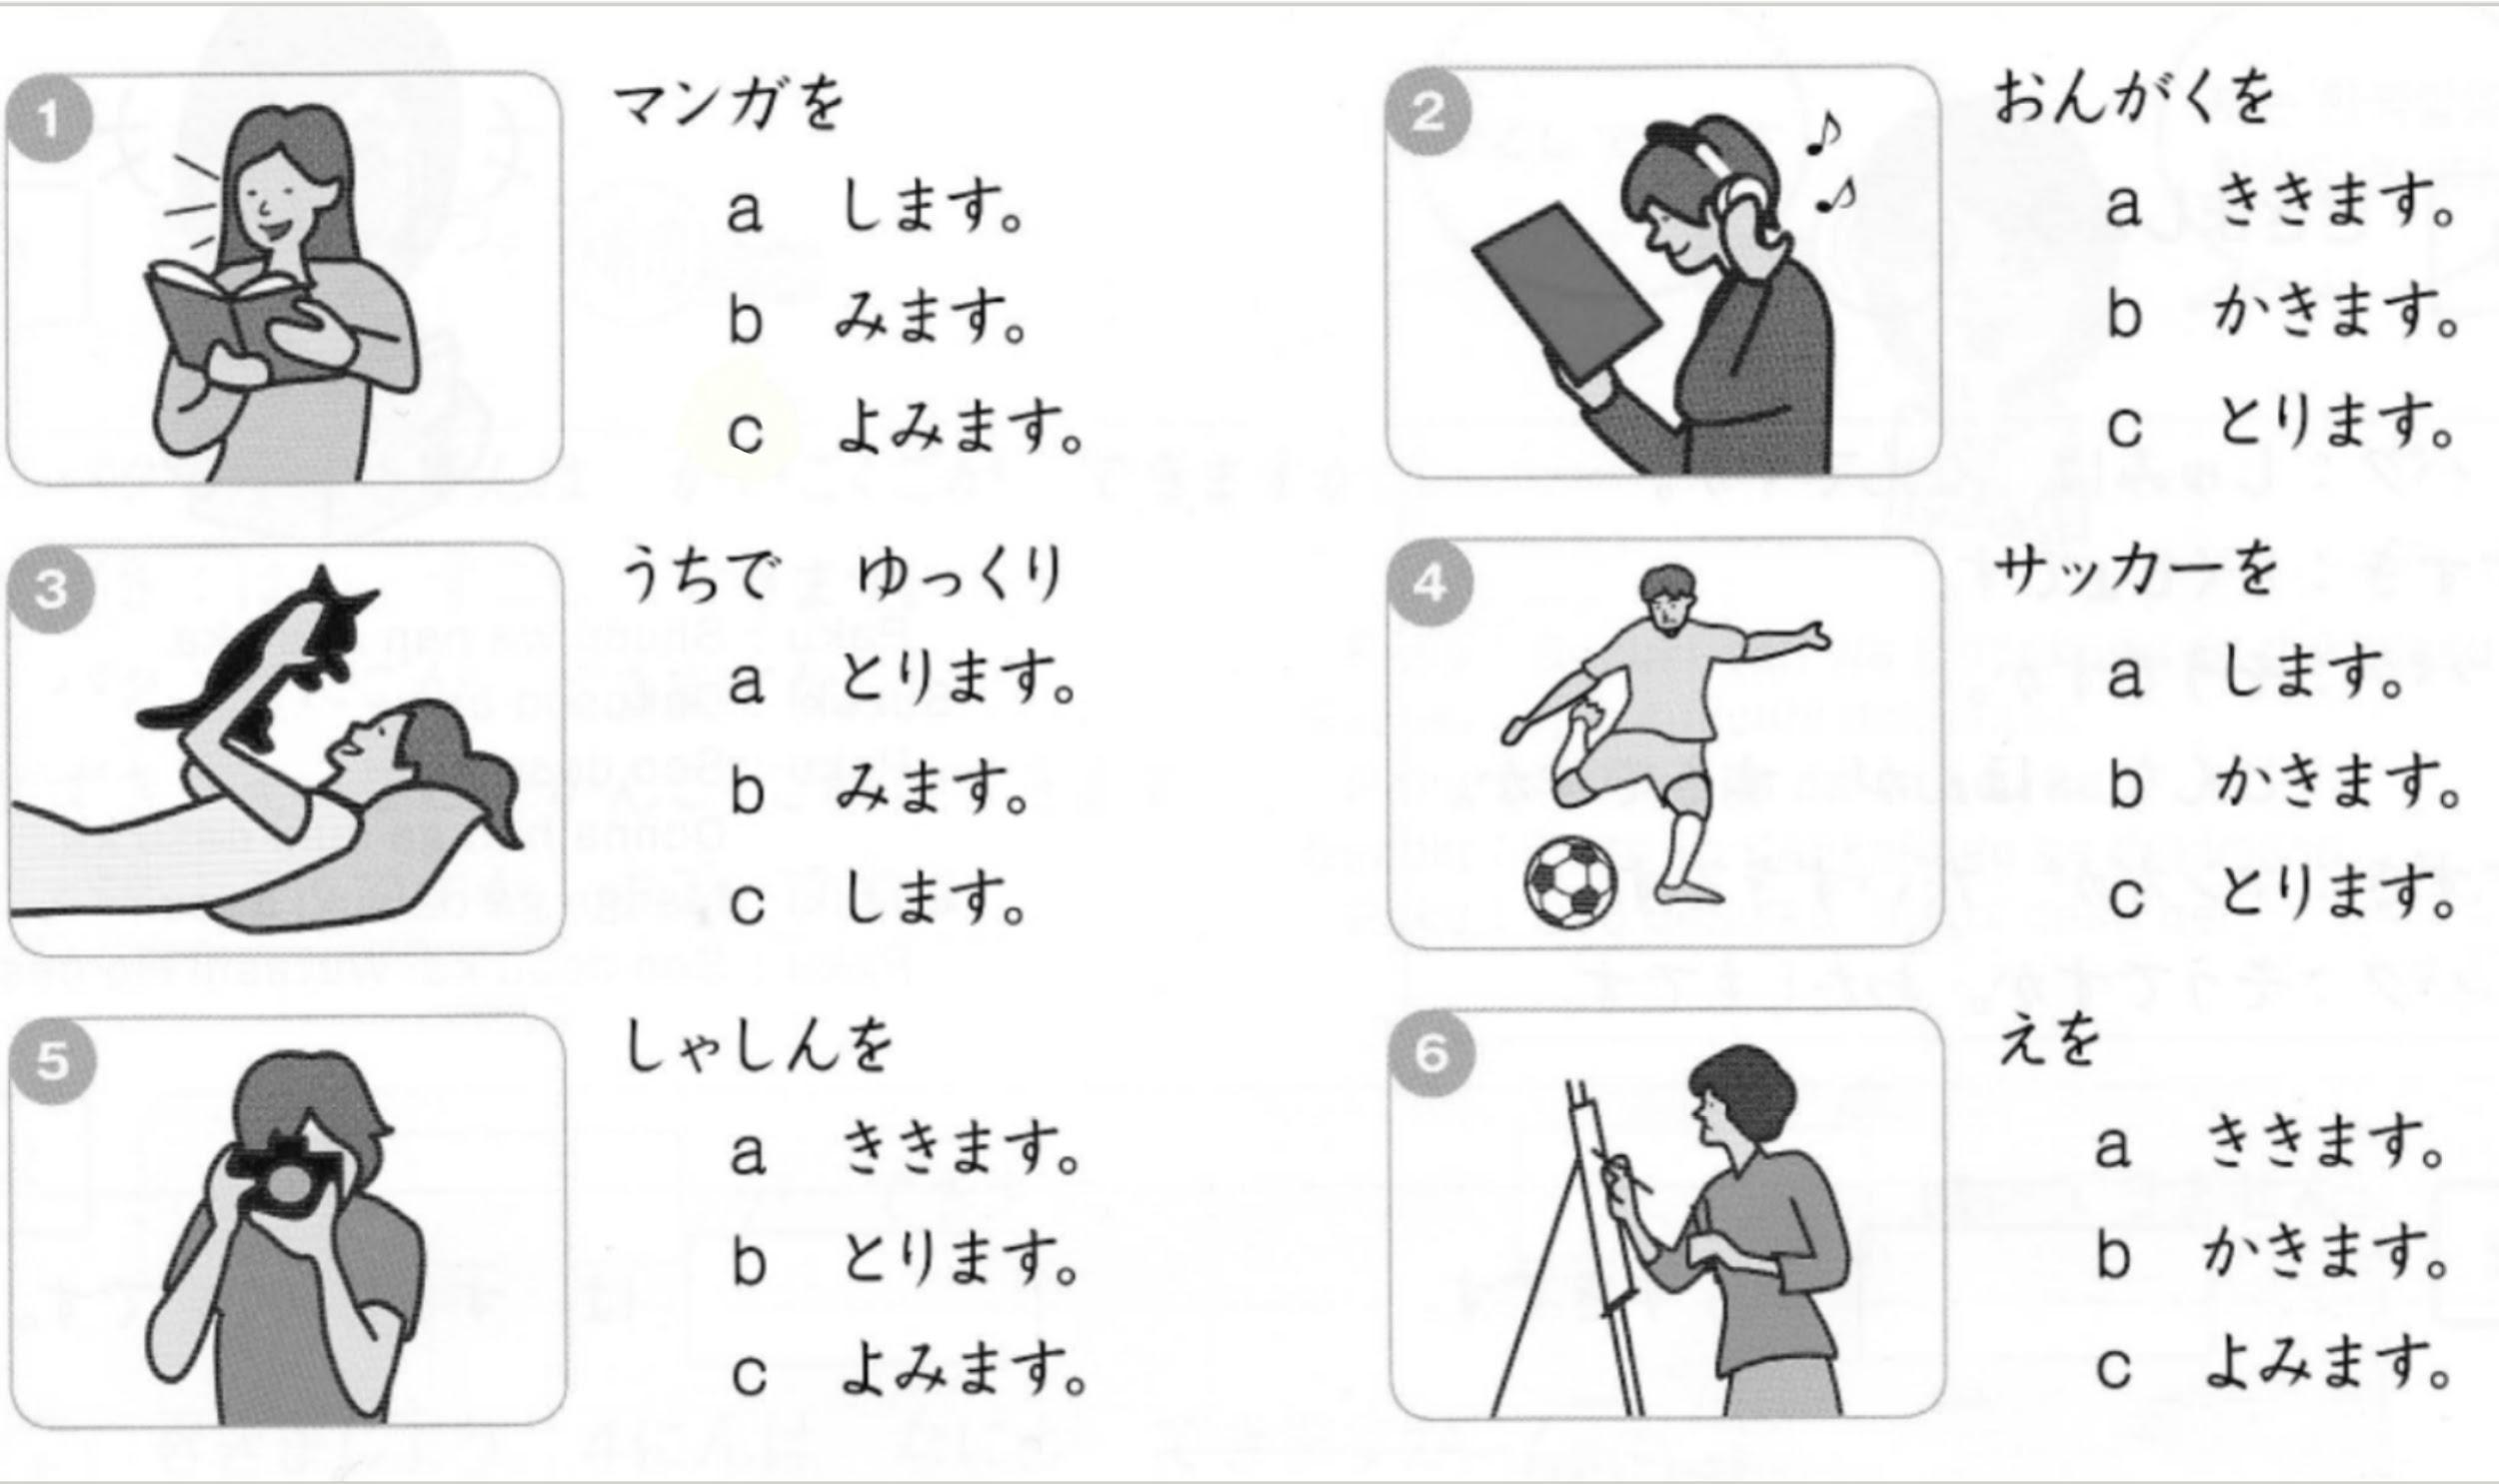 1
マンガを
a します。
b みます。
c よみます。
2
おんがくを
a ききます。
b かきます。
c とります。
3
うちで ゆっくり
a とります。
b みます。
c します。
4
サッカーを
a します。
b かきます。
c とります。
5
しゃしんを
a ききます。
b とります。
c よみます。
6
えを
a ききます。
b かきます。
c よみます。